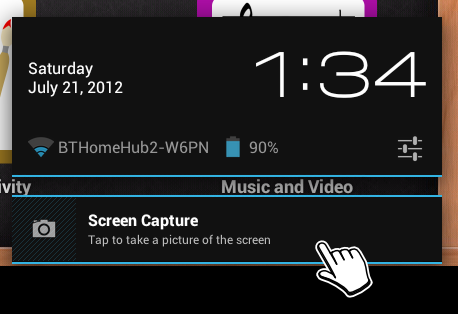 Saturday
July 21, 2012
1:34
BTHomeHub2-W6PN 90%
ivity Music and Video
Screen Capture
Tap to take a picture of the screen